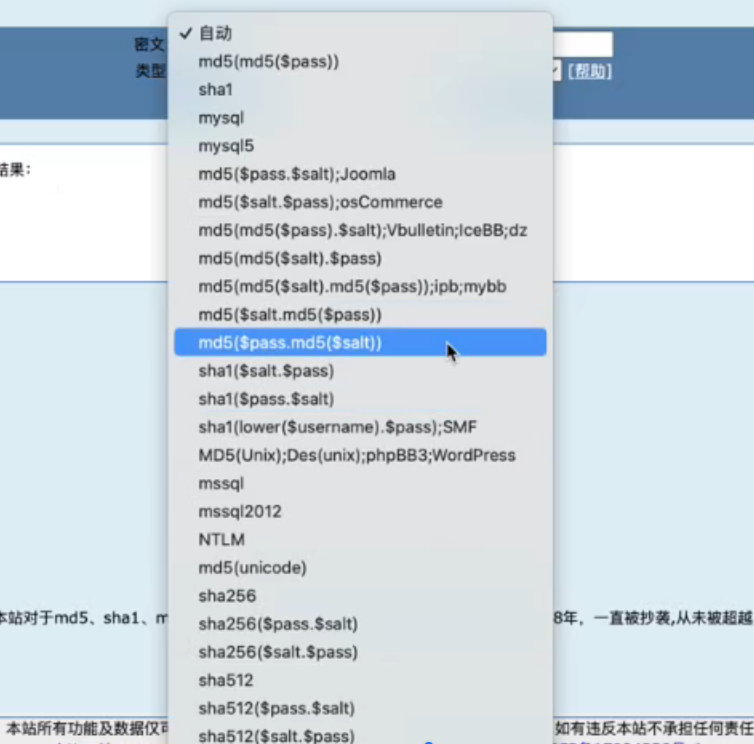 密文
✓ 自动
类型
[帮助]
md5(md5($pass))
sha1
mysql
mysql5
结果:
md5($pass.$salt);Joomla
md5($salt.$pass);osCommerce
md5(md5($pass).$salt);Vbulletin;IceBB;dz
md5(md5($salt).$pass)
md5(md5($salt).md5($pass));ipb;mybb
md5($salt.md5($pass))
md5($pass.md5($salt))
sha1($salt.$pass)
sha1($pass.$salt)
sha1(lower($username).$pass);SMF
MD5(Unix);Des(unix);phpBB3;WordPress
mssql
mssql2012
NTLM
md5(unicode)
sha256
本站对于md5、sha1、m
8年，一直被抄袭,从未被超越
sha256($pass.$salt)
sha256($salt.$pass)
sha512
sha512($pass.$salt)
本站所有功能及数据仅可
如有违反本站不承担任何责任
sha512($salt.$pass)